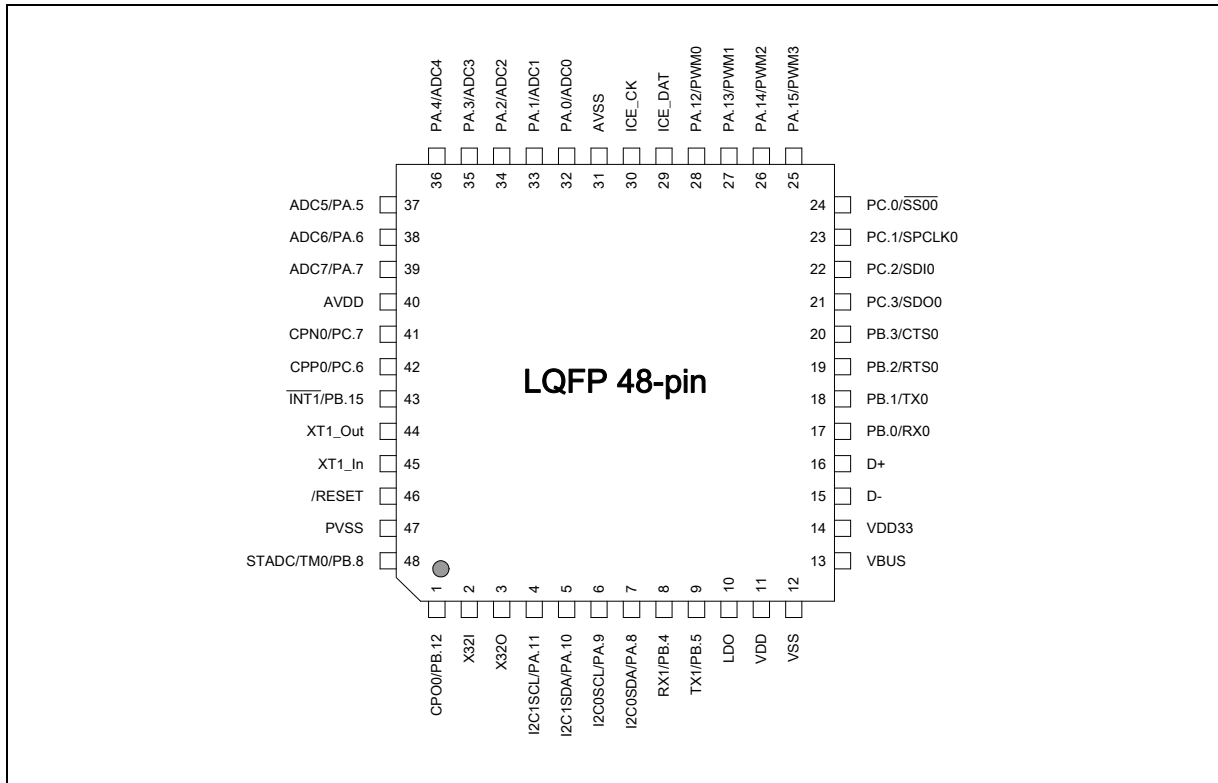 PA.4/ADC4
PA.3/ADC3
PA.2/ADC2
PA.1/ADC1
PA.0/ADC0
AVSS
ICE_CK
ICE_DAT
PA.12/PWM0
PA.13/PWM1
PA.14/PWM2
PA.15/PWM3
36
35
34
33
32
31
30
29
28
27
26
25
ADC5/PA.5 37
ADC6/PA.6 38
ADC7/PA.7 39
AVDD 40
CPN0/PC.7 41
CPP0/PC.6 42
INT1/PB.15 43
XT1_Out 44
XT1_In 45
/RESET 46
PVSS 47
STADC/TM0/PB.8 48
LQFP 48-pin
24 PC.0/SS00
23 PC.1/SPCLK0
22 PC.2/SDI0
21 PC.3/SDO0
20 PB.3/CTS0
19 PB.2/RTS0
18 PB.1/TX0
17 PB.0/RX0
16 D+
15 D-
14 VDD33
13 VBUS
1
2
3
4
5
6
7
8
9
10
11
12
CPO0/PB.12
X32I
X32O
I2C1SCL/PA.11
I2C1SDA/PA.10
I2C0SCL/PA.9
I2C0SDA/PA.8
RX1/PB.4
TX1/PB.5
LDO
VDD
VSS